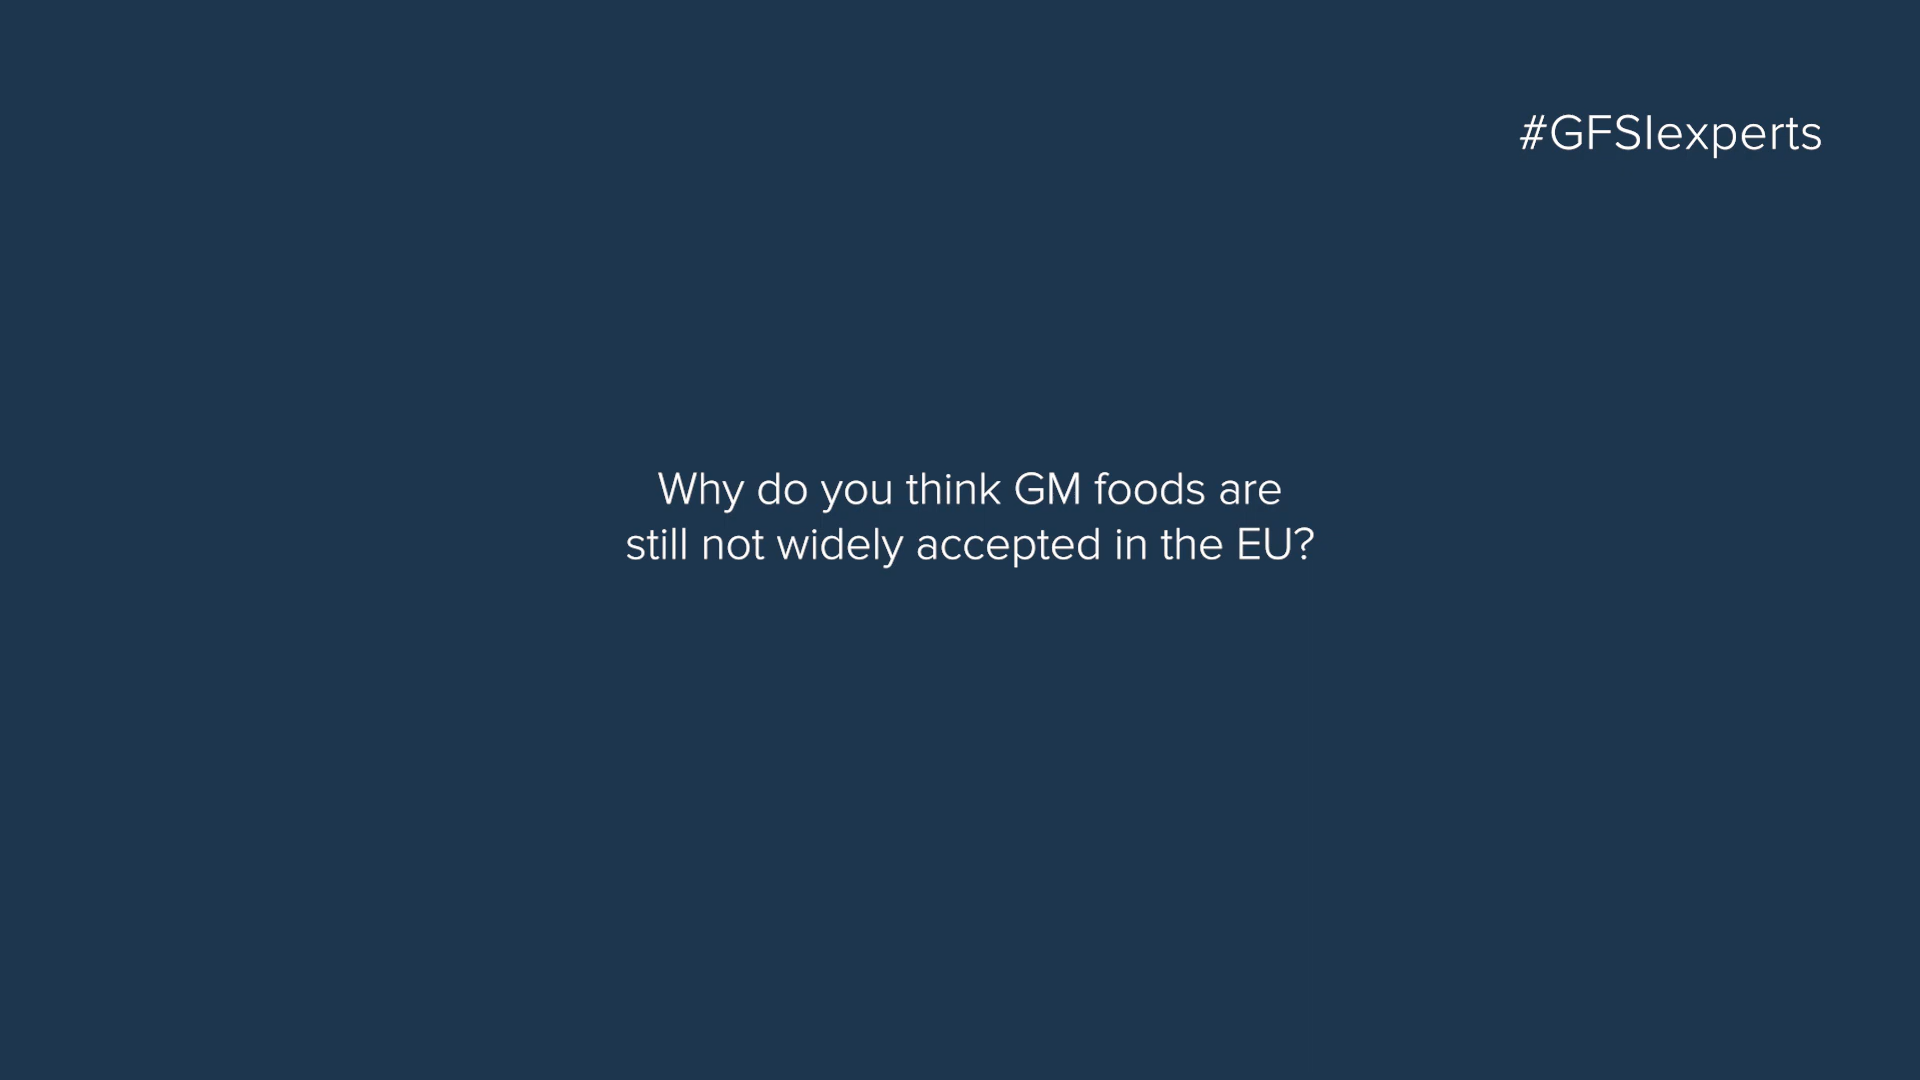 #GFSIexperts
Why do you think GM foods are
still not widely accepted in the EU?